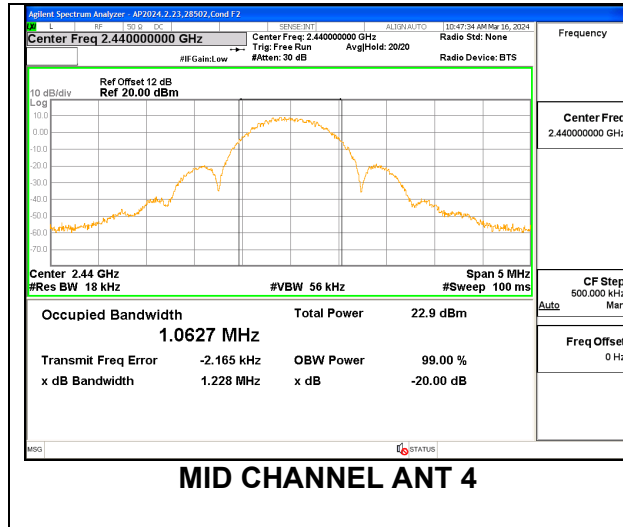 Agilent Spectrum Analyzer - AP2024.2.23,28502,Cond F2
L RF 50 Ω DC SENSE:INT ALIGN AUTO 10:47:34 AM Mar 16, 2024
Center Freq 2.440000000 GHz
Center Freq: 2.440000000 GHz
Radio Std: None
Trig: Free Run Avg|Hold: 20/20
#IFGain:Low #Atten: 30 dB Radio Device: BTS
Ref Offset 12 dB
10 dB/div Ref 20.00 dBm
Log
10.0
0.00
-10.0
-20.0
-30.0
-40.0
-50.0
-60.0
-70.0
Center 2.44 GHz Span 5 MHz
#Res BW 18 kHz #VBW 56 kHz #Sweep 100 ms
Occupied Bandwidth Total Power 22.9 dBm
1.0627 MHz
Transmit Freq Error -2.165 kHz OBW Power 99.00 %
x dB Bandwidth 1.228 MHz x dB -20.00 dB
MSG STATUS
Frequency
Center Freq
2.440000000 GHz
CF Step
500.000 kHz
Auto Man
Freq Offset
0 Hz
MID CHANNEL ANT 4